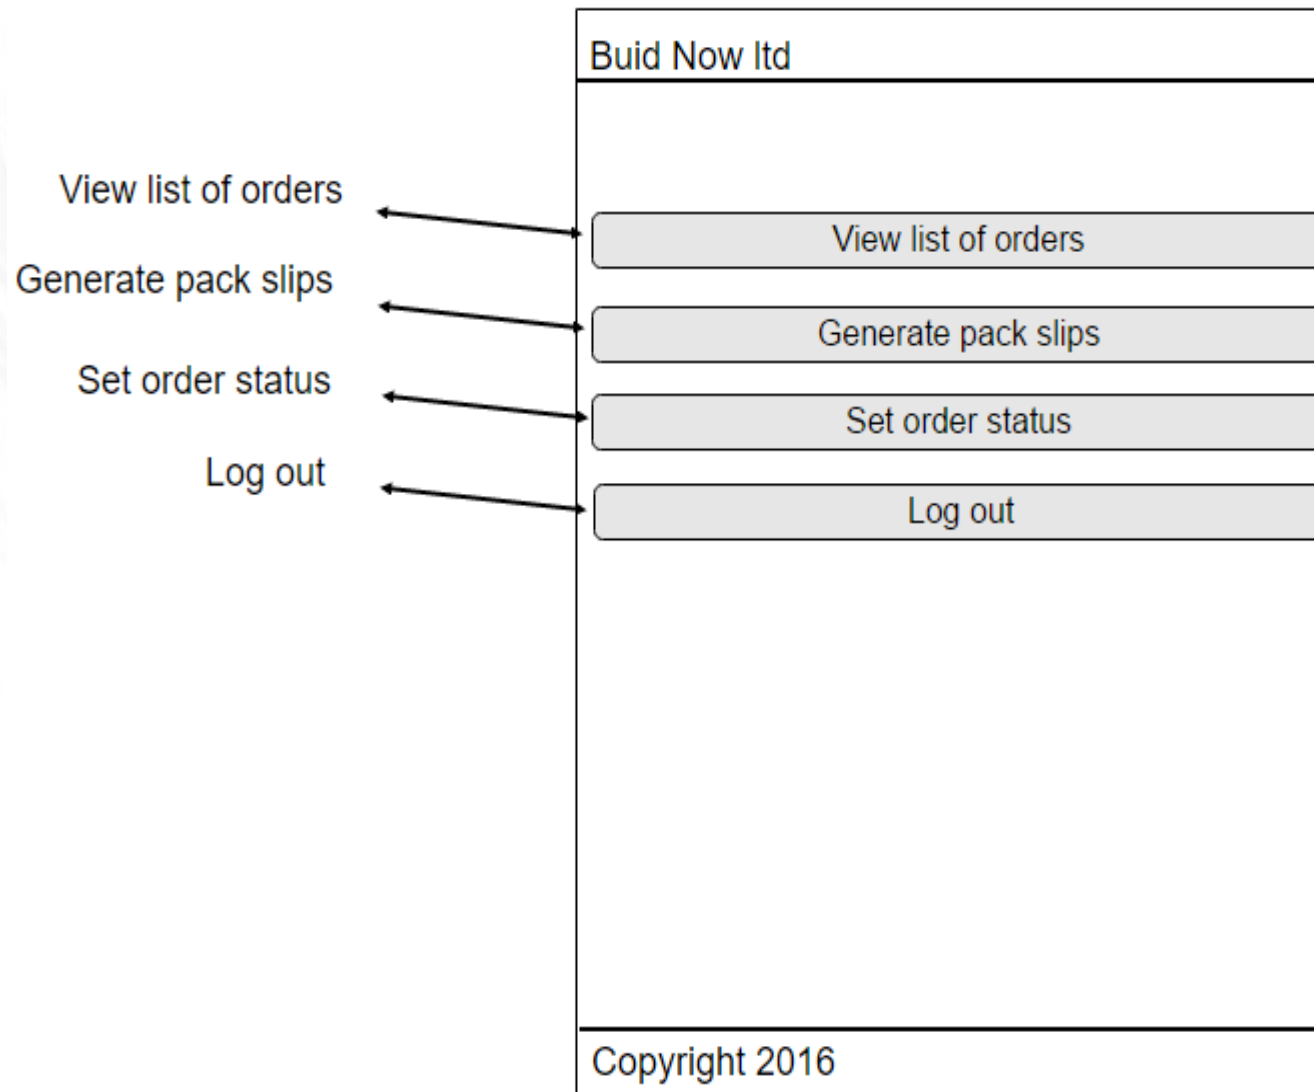 Buid Now ltd
View list of orders
View list of orders
Generate pack slips
Generate pack slips
Set order status
Set order status
Log out
Log out
Copyright 2016